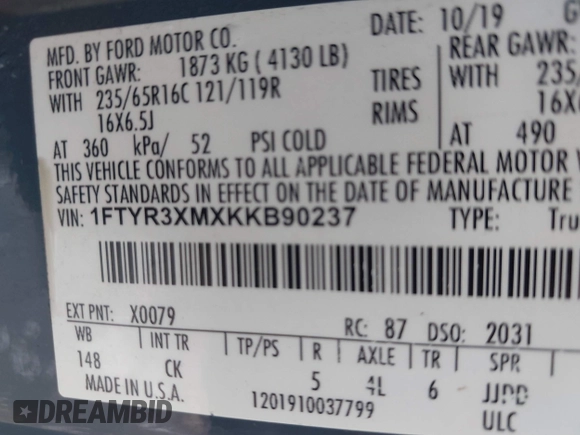 MFD. BY FORD MOTOR CO.
DATE: 10/19
FRONT GAWR: 1873 KG ( 4130 LB)
REAR GAWR:
WITH 235/65R16C 121/119R TIRES
WITH 235/
16X6.5J RIMS
16X6
AT 360 kPa/ 52 PSI COLD
AT 490
THIS VEHICLE CONFORMS TO ALL APPLICABLE FEDERAL MOTOR
SAFETY STANDARDS IN EFFECT ON THE DATE OF MANUFACTURE
VIN: 1FTYR3XMXKKB90237 TYPE: Tru
EXT PNT: X0079 RC: 87 DSO: 2031
WB INT TR TP/PS R AXLE TR SPR
148 CK 5 4L 6 JJPD
MADE IN U.S.A. 1201910037799 ULC
DREAMBID